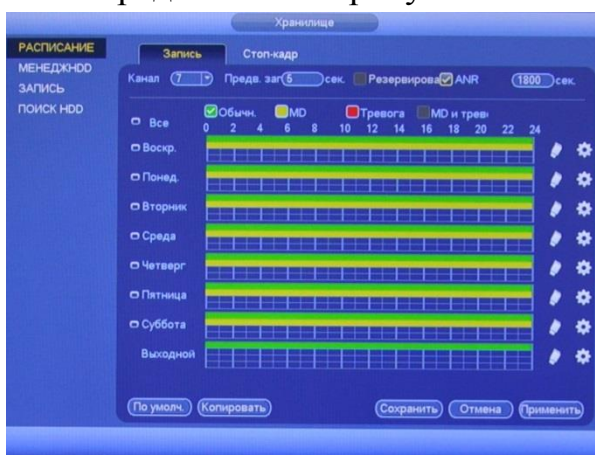 Хранилище
РАСПИСАНИЕ
МЕНЕДЖHDD
ЗАПИСЬ
ПОИСК HDD
Запись Стоп-кадр
Канал 7 Предв. заг 5 сек. Резервирова ANR 1800 сек.
Обычн. MD Тревога MD и трев
Все 0 2 4 6 8 10 12 14 16 18 20 22 24
Воскр.
Понед.
Вторник
Среда
Четверг
Пятница
Суббота
Выходной
По умолч. Копировать Сохранить Отмена Применить